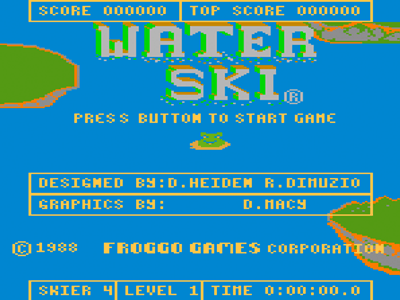 SCORE 000000 TOP SCORE 000000
WATER
SKI®
PRESS BUTTON TO START GAME
DESIGNED BY:D.HEIDEN R.DIMUZIO
GRAPHICS BY: D.MACY
©1988 FROGGO GAMES CORPORATION
SKIER 4 LEVEL 1 TIME 0:00:00.0